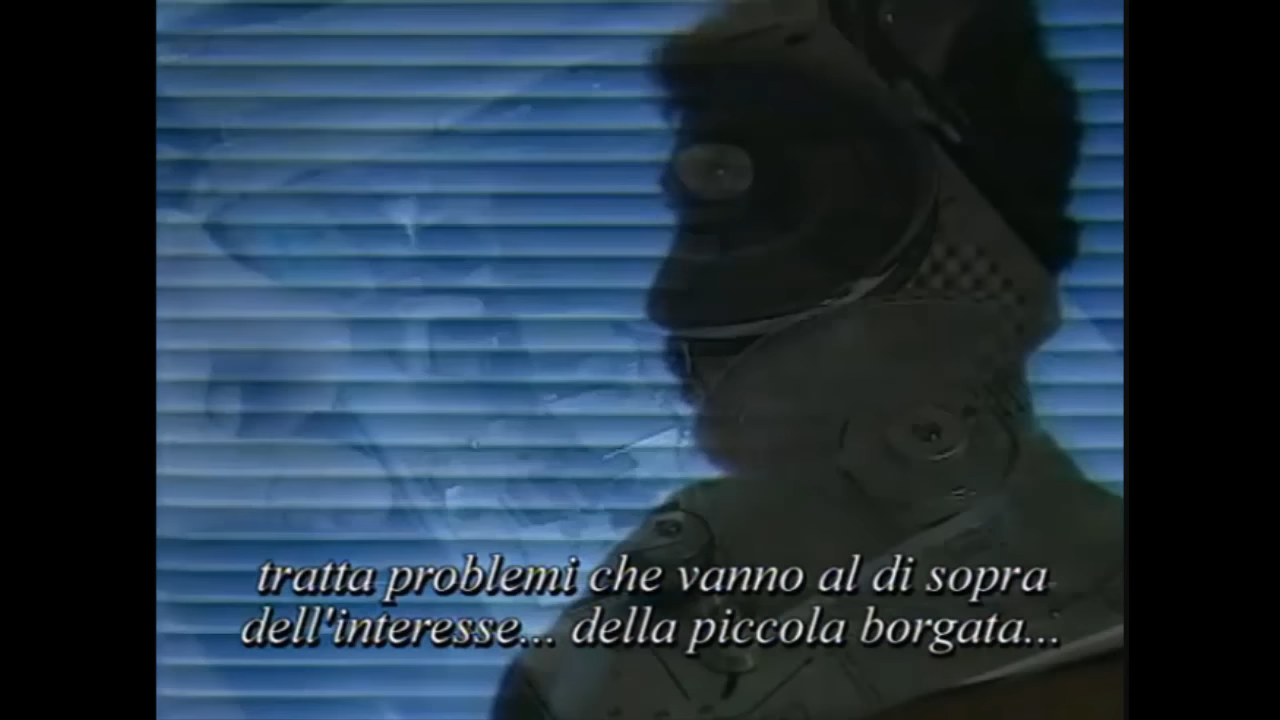 tratta problemi che vanno al di sopra
dell'interesse... della piccola borgata...